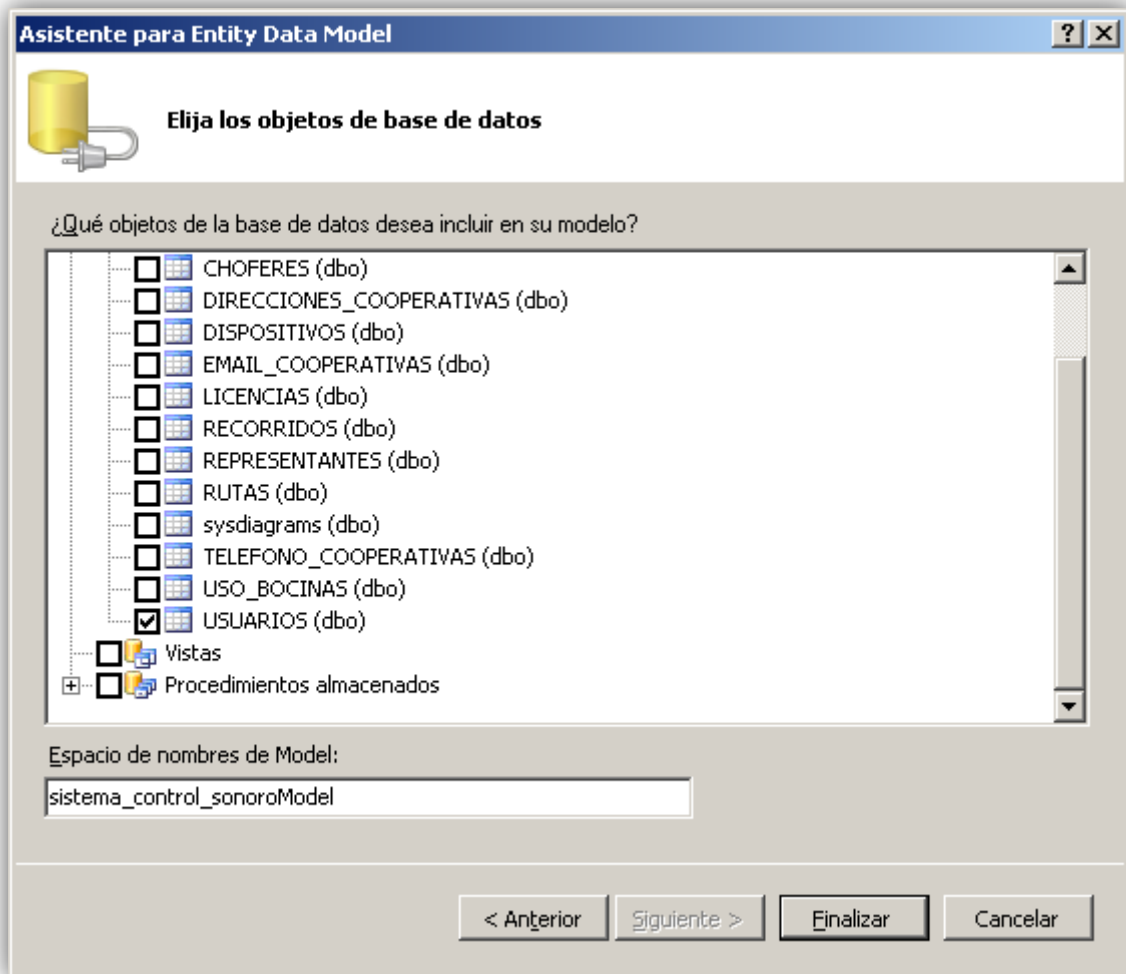 Asistente para Entity Data Model
Elija los objetos de base de datos
¿Qué objetos de la base de datos desea incluir en su modelo?
CHOFERES (dbo)
DIRECCIONES_COOPERATIVAS (dbo)
DISPOSITIVOS (dbo)
EMAIL_COOPERATIVAS (dbo)
LICENCIAS (dbo)
RECORRIDOS (dbo)
REPRESENTANTES (dbo)
RUTAS (dbo)
sysdiagrams (dbo)
TELEFONO_COOPERATIVAS (dbo)
USO_BOCINAS (dbo)
USUARIOS (dbo)
Vistas
Procedimientos almacenados
Espacio de nombres de Model:
sistema_control_sonoroModel
< Anterior Siguiente > Finalizar Cancelar